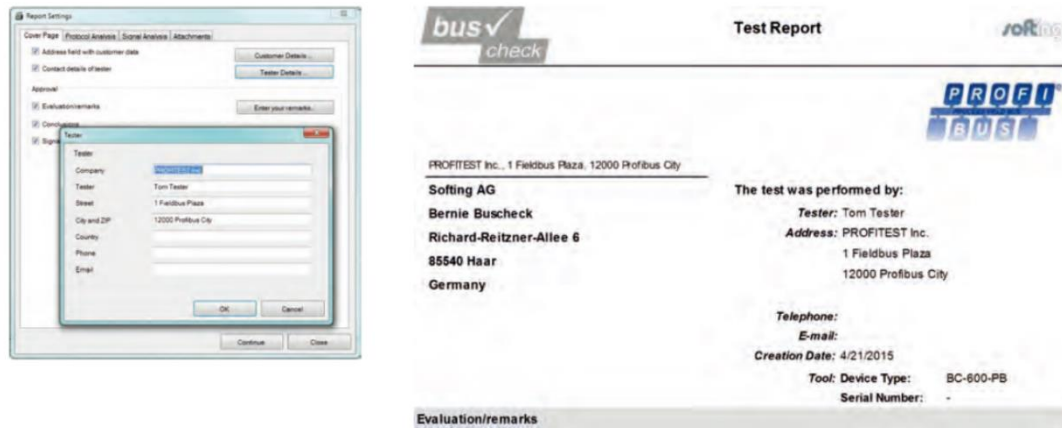 Report Settings
Cover Page Protocol Analysis Signal Analysis Attachments
Address field with customer data
Customer Details...
Contact details of tester
Tester Details...
Approval
Evaluation/remarks
Enter your remarks...
Conclusions
Signa
Tester
Tester
Company PROFITEST Inc.
Tester Tom Tester
Street 1 Fieldbus Plaza
City and ZIP 12000 Profibus City
Country
Phone
Email
OK Cancel
Continue Close
bus check
Test Report
softing
PROFI
BUS
PROFITEST Inc., 1 Fieldbus Plaza, 12000 Profibus City
Softing AG
Bernie Buscheck
Richard-Reitzner-Allee 6
85540 Haar
Germany
The test was performed by:
Tester: Tom Tester
Address: PROFITEST Inc.
1 Fieldbus Plaza
12000 Profibus City
Telephone:
E-mail:
Creation Date: 4/21/2015
Tool: Device Type: BC-600-PB
Serial Number: -
Evaluation/remarks